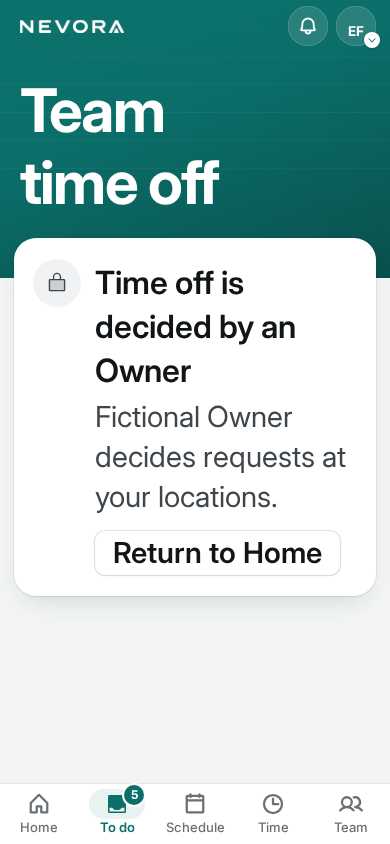 NEVORA
EF
Team
time off
Time off is
decided by an
Owner
Fictional Owner
decides requests at
your locations.
Return to Home
5
Home
To do
Schedule
Time
Team